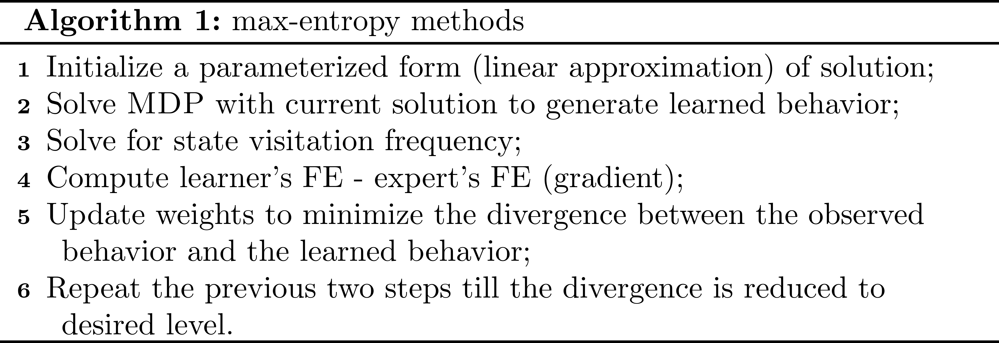 Algorithm 1: max-entropy methods
1 Initialize a parameterized form (linear approximation) of solution;
2 Solve MDP with current solution to generate learned behavior;
3 Solve for state visitation frequency;
4 Compute learner’s FE - expert’s FE (gradient);
5 Update weights to minimize the divergence between the observed
behavior and the learned behavior;
6 Repeat the previous two steps till the divergence is reduced to
desired level.